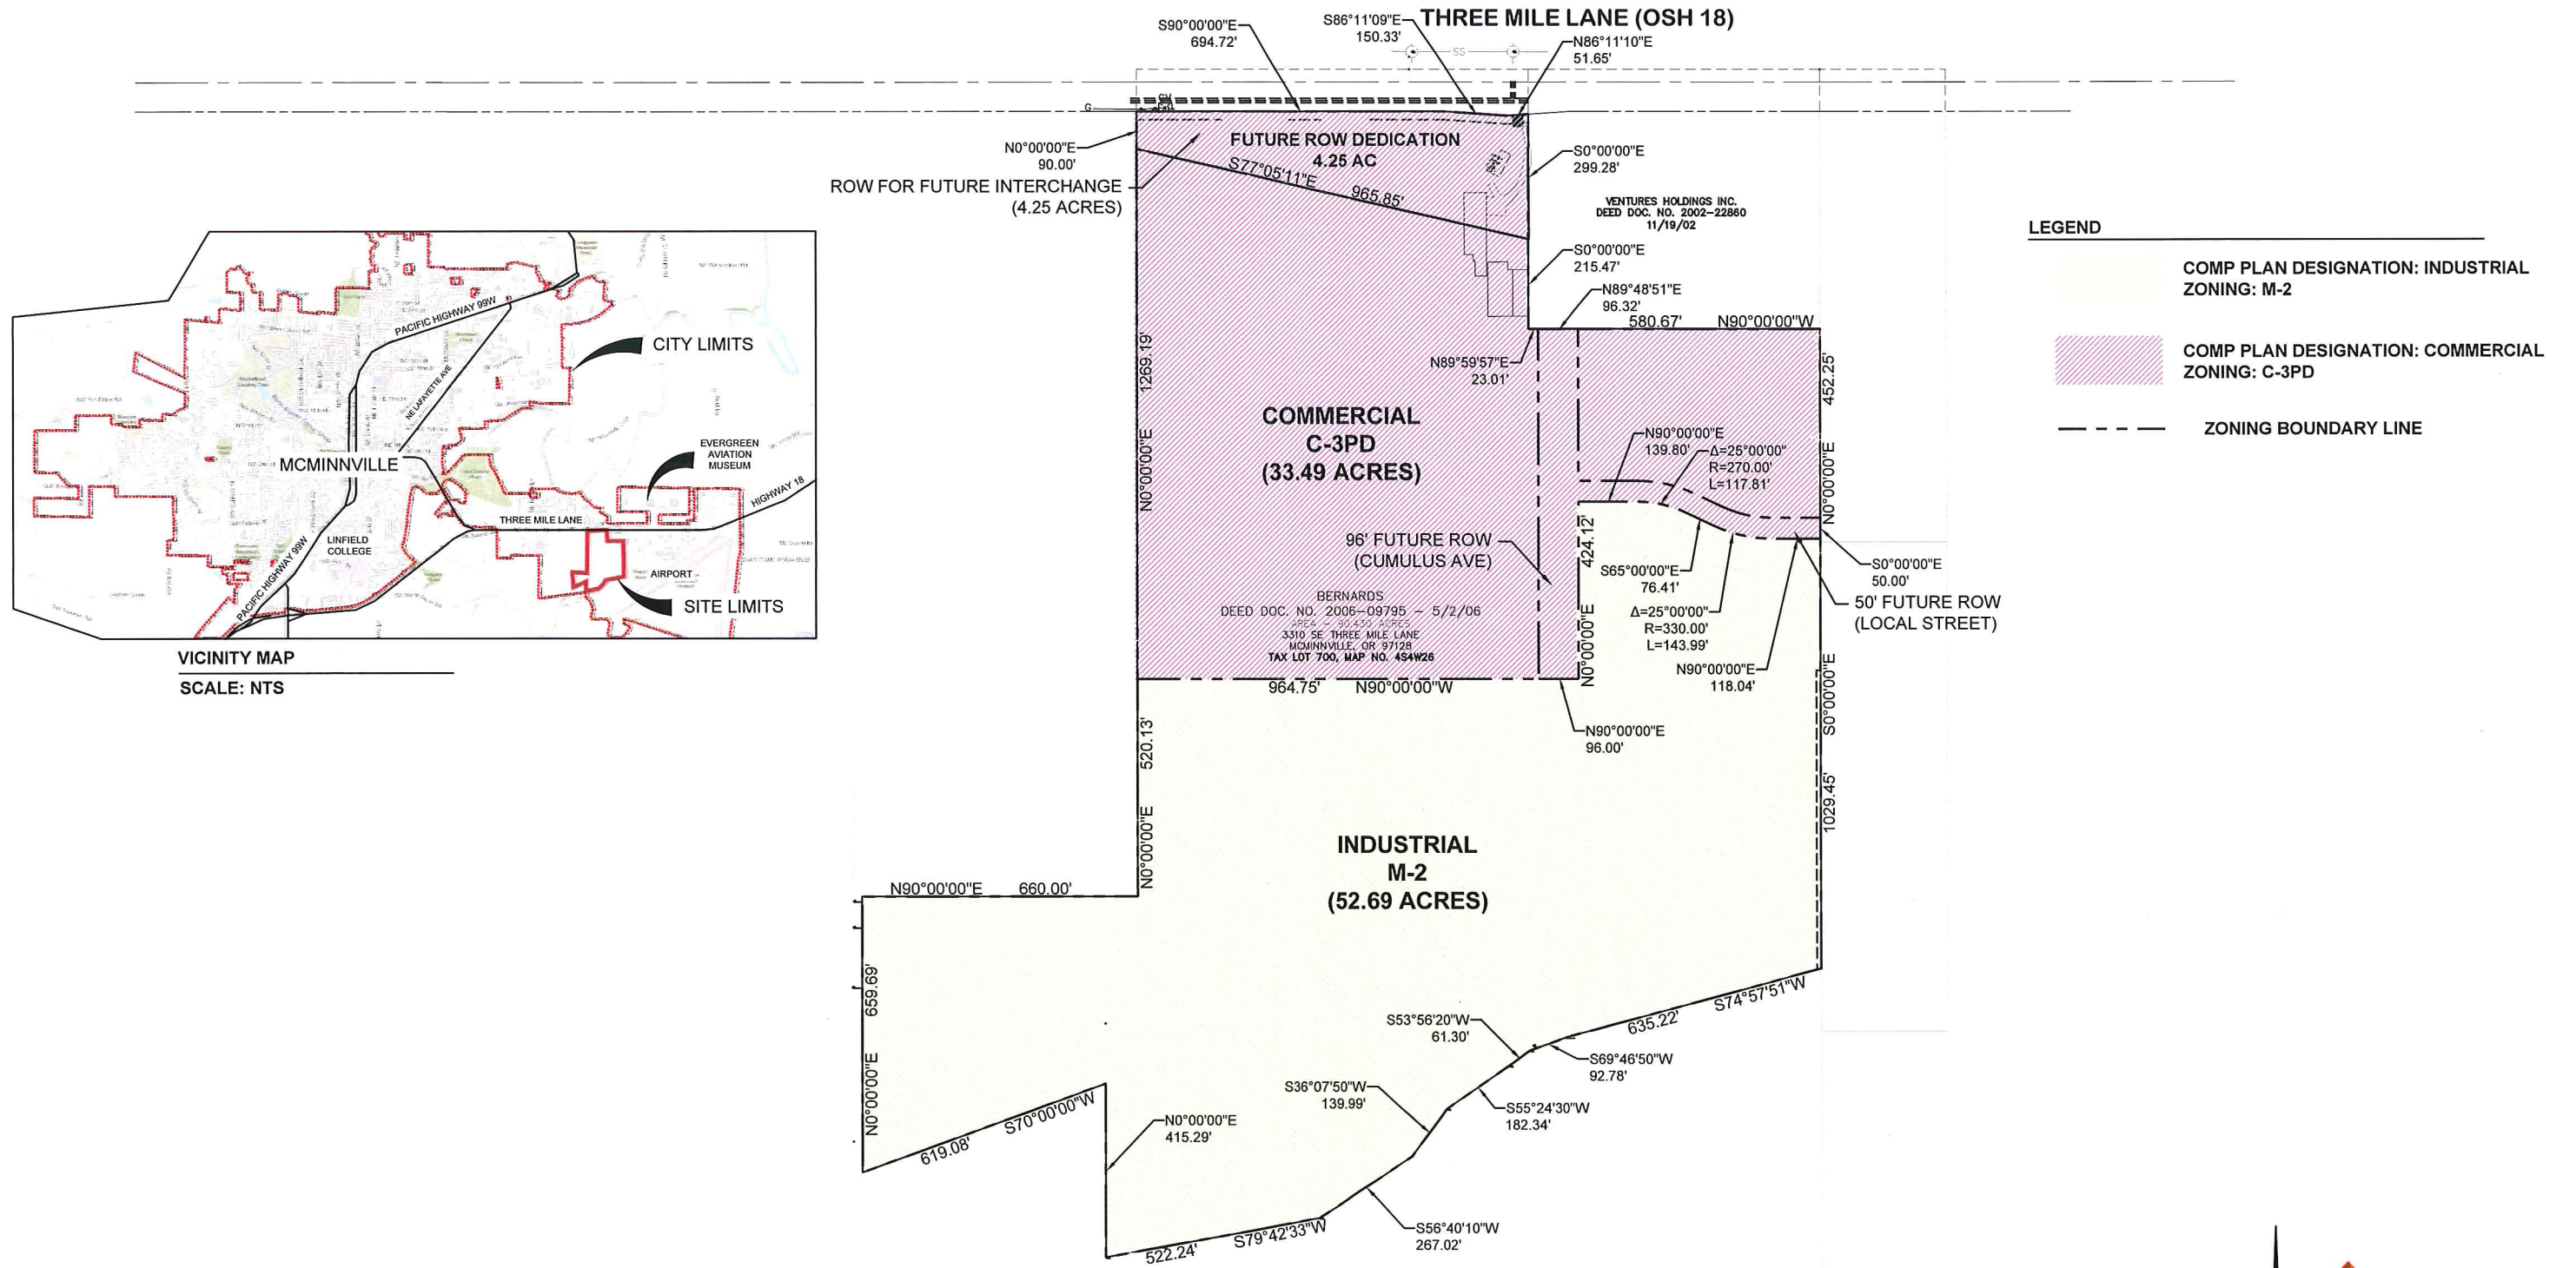 THREE MILE LANE (OSH 18)
S90°00'00"E
694.72'
S86°11'09"E
150.33'
N86°11'10"E
51.65'
SS
G
N0°00'00"E
90.00'
ROW FOR FUTURE INTERCHANGE
(4.25 ACRES)
FUTURE ROW DEDICATION
4.25 AC
S77°05'11"E 965.85'
S0°00'00"E
299.28'
VENTURES HOLDINGS INC.
DEED DOC. NO. 2002-22860
11/19/02
S0°00'00"E
215.47'
N89°48'51"E
96.32'
580.67' N90°00'00"W
N89°59'57"E
23.01'
N0°00'00"E 1269.19'
N0°00'00"E 452.25'
COMMERCIAL
C-3PD
(33.49 ACRES)
N90°00'00"E
139.80'
Δ=25°00'00"
R=270.00'
L=117.81'
96' FUTURE ROW
(CUMULUS AVE)
N0°00'00"E 424.12'
S65°00'00"E
76.41'
Δ=25°00'00"
R=330.00'
L=143.99'
N90°00'00"E
118.04'
S0°00'00"E
50.00'
50' FUTURE ROW
(LOCAL STREET)
BERNARDS
DEED DOC. NO. 2006-09795 - 5/2/06
AREA - 90.430 ACRES
3310 SE THREE MILE LANE
MCMINNVILLE, OR 97128
TAX LOT 700, MAP NO. 4S4W26
964.75' N90°00'00"W
N90°00'00"E
96.00'
N0°00'00"E 520.13'
S0°00'00"E 1029.45'
INDUSTRIAL
M-2
(52.69 ACRES)
N90°00'00"E 660.00'
N0°00'00"E 659.69'
619.08' S70°00'00"W
N0°00'00"E
415.29'
522.24' S79°42'33"W
S56°40'10"W
267.02'
S36°07'50"W
139.99'
S55°24'30"W
182.34'
S53°56'20"W
61.30'
S69°46'50"W
92.78'
635.22' S74°57'51"W
LEGEND
COMP PLAN DESIGNATION: INDUSTRIAL
ZONING: M-2
COMP PLAN DESIGNATION: COMMERCIAL
ZONING: C-3PD
ZONING BOUNDARY LINE
PACIFIC HIGHWAY 99W
NE LAFAYETTE AVE
CITY LIMITS
MCMINNVILLE
EVERGREEN
AVIATION
MUSEUM
HIGHWAY 18
THREE MILE LANE
LINFIELD
COLLEGE
PACIFIC HIGHWAY 99W
AIRPORT
SITE LIMITS
VICINITY MAP
SCALE: NTS